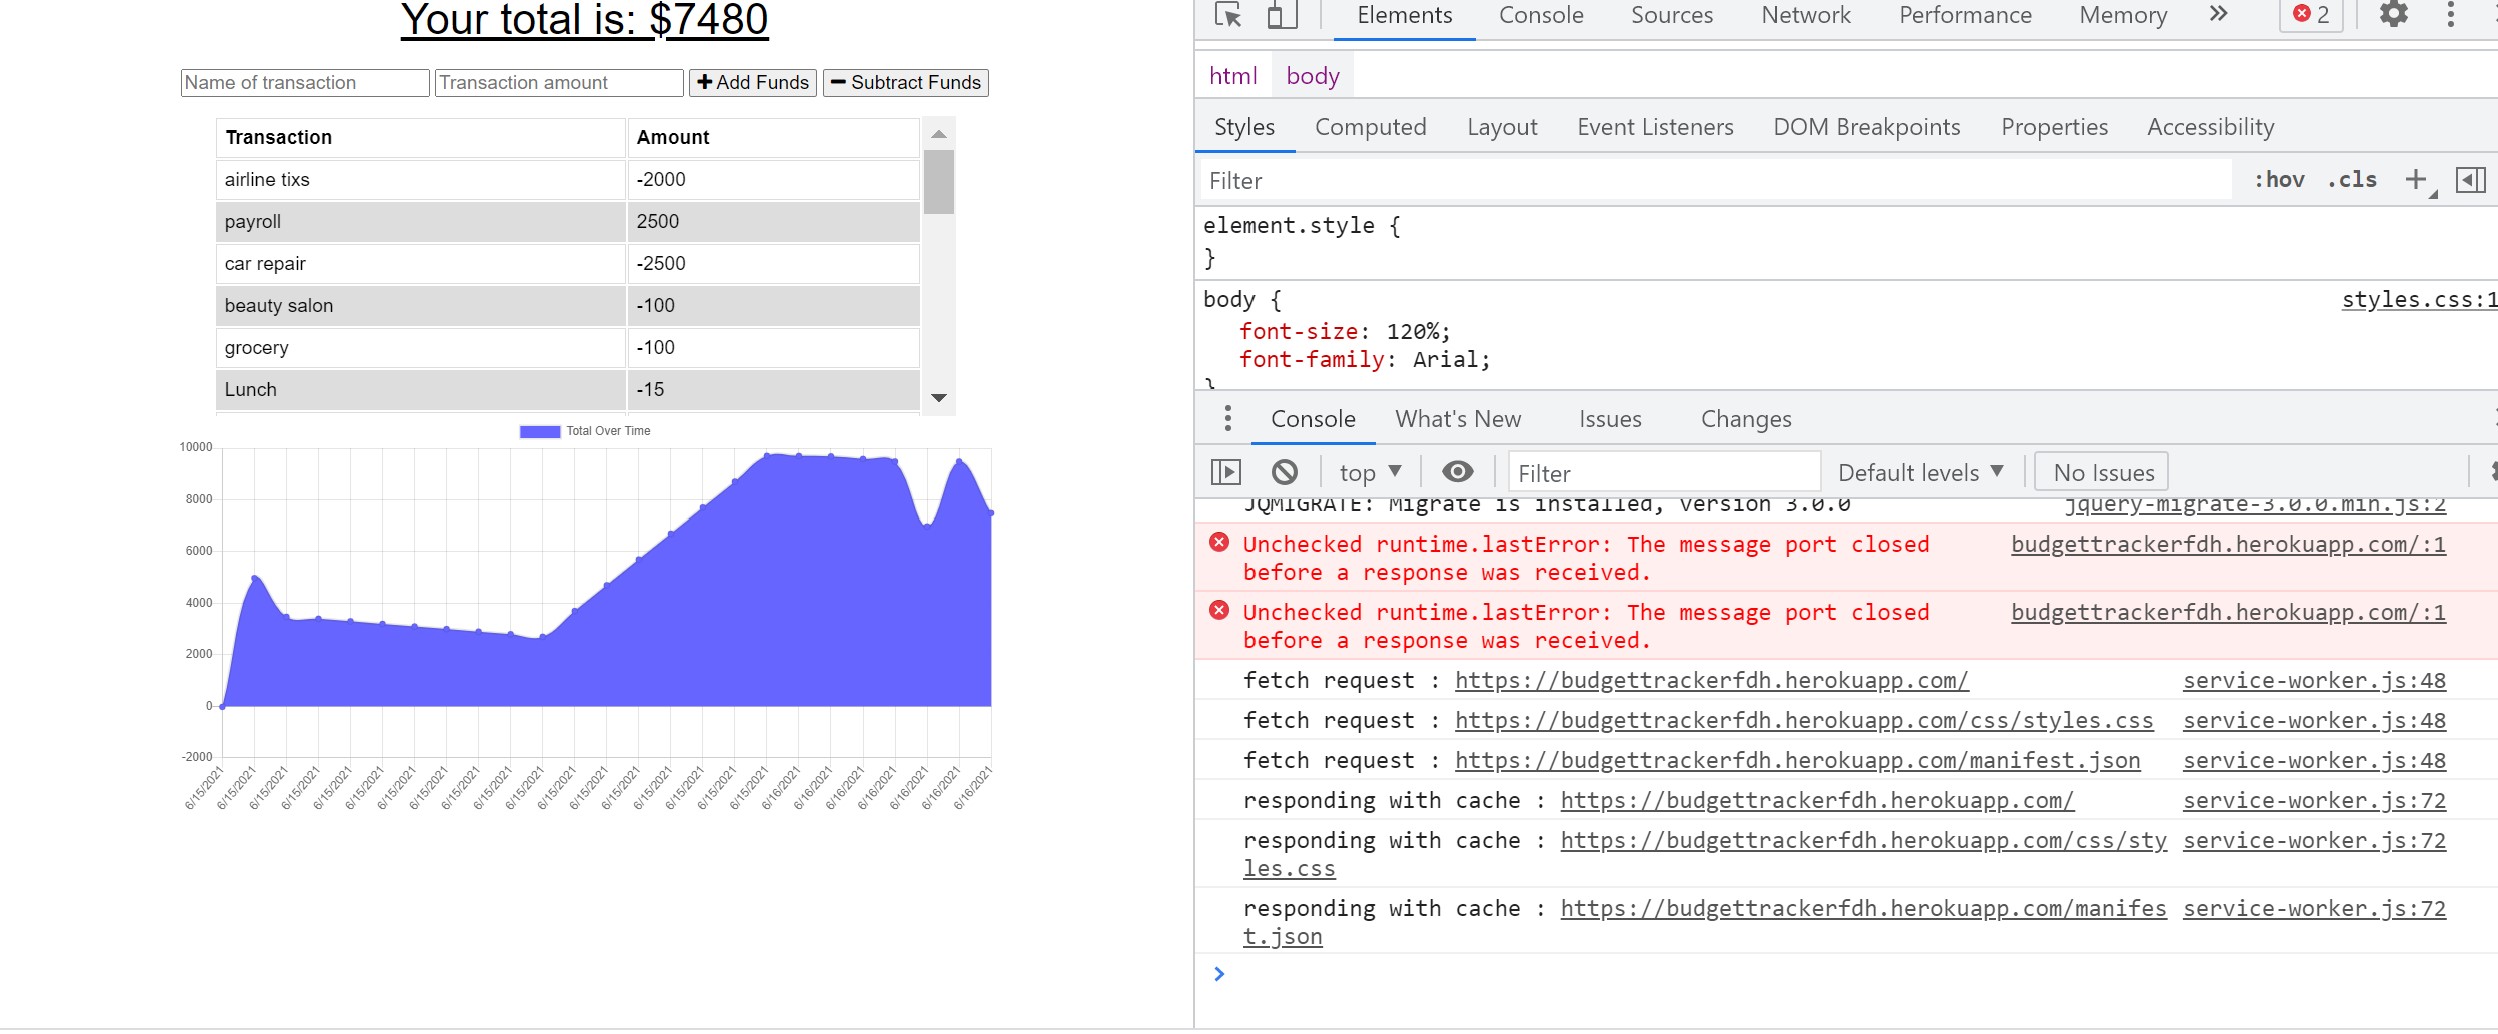 Your total is: $7480
Name of transaction Transaction amount Add Funds Subtract Funds
Transaction Amount
airline tixs -2000
payroll 2500
car repair -2500
beauty salon -100
grocery -100
Lunch -15
Total Over Time
10000
8000
6000
4000
2000
0
-2000
6/15/2021 6/15/2021 6/15/2021 6/15/2021 6/15/2021 6/15/2021 6/15/2021 6/15/2021 6/15/2021 6/15/2021 6/15/2021 6/15/2021 6/15/2021 6/15/2021 6/15/2021 6/15/2021 6/15/2021 6/15/2021 6/16/2021 6/16/2021 6/16/2021 6/16/2021 6/16/2021 6/16/2021 6/16/2021
Elements Console Sources Network Performance Memory 2
html body
Styles Computed Layout Event Listeners DOM Breakpoints Properties Accessibility
Filter :hov .cls
element.style {
}
body { styles.css:1
font-size: 120%;
font-family: Arial;
}
Console What's New Issues Changes
top Filter Default levels No Issues
JQMIGRATE: Migrate is installed, version 3.0.0 jquery-migrate-3.0.0.min.js:2
Unchecked runtime.lastError: The message port closed budgettrackerfdh.herokuapp.com/:1
before a response was received.
Unchecked runtime.lastError: The message port closed budgettrackerfdh.herokuapp.com/:1
before a response was received.
fetch request : https://budgettrackerfdh.herokuapp.com/ service-worker.js:48
fetch request : https://budgettrackerfdh.herokuapp.com/css/styles.css service-worker.js:48
fetch request : https://budgettrackerfdh.herokuapp.com/manifest.json service-worker.js:48
responding with cache : https://budgettrackerfdh.herokuapp.com/ service-worker.js:72
responding with cache : https://budgettrackerfdh.herokuapp.com/css/sty service-worker.js:72
les.css
responding with cache : https://budgettrackerfdh.herokuapp.com/manifes service-worker.js:72
t.json